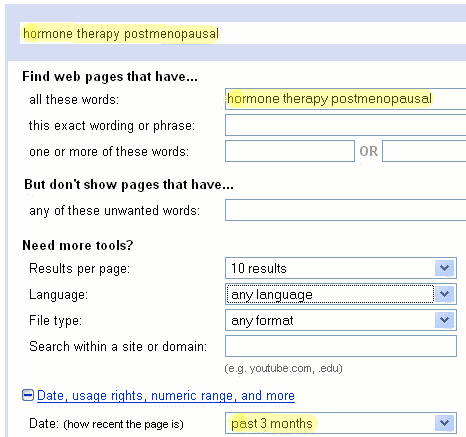 hormone therapy postmenopausal
Find web pages that have...
all these words: hormone therapy postmenopausal
this exact wording or phrase:
one or more of these words: OR
But don't show pages that have...
any of these unwanted words:
Need more tools?
Results per page: 10 results
Language: any language
File type: any format
Search within a site or domain:
(e.g. youtube.com, .edu)
Date, usage rights, numeric range, and more
Date: (how recent the page is) past 3 months